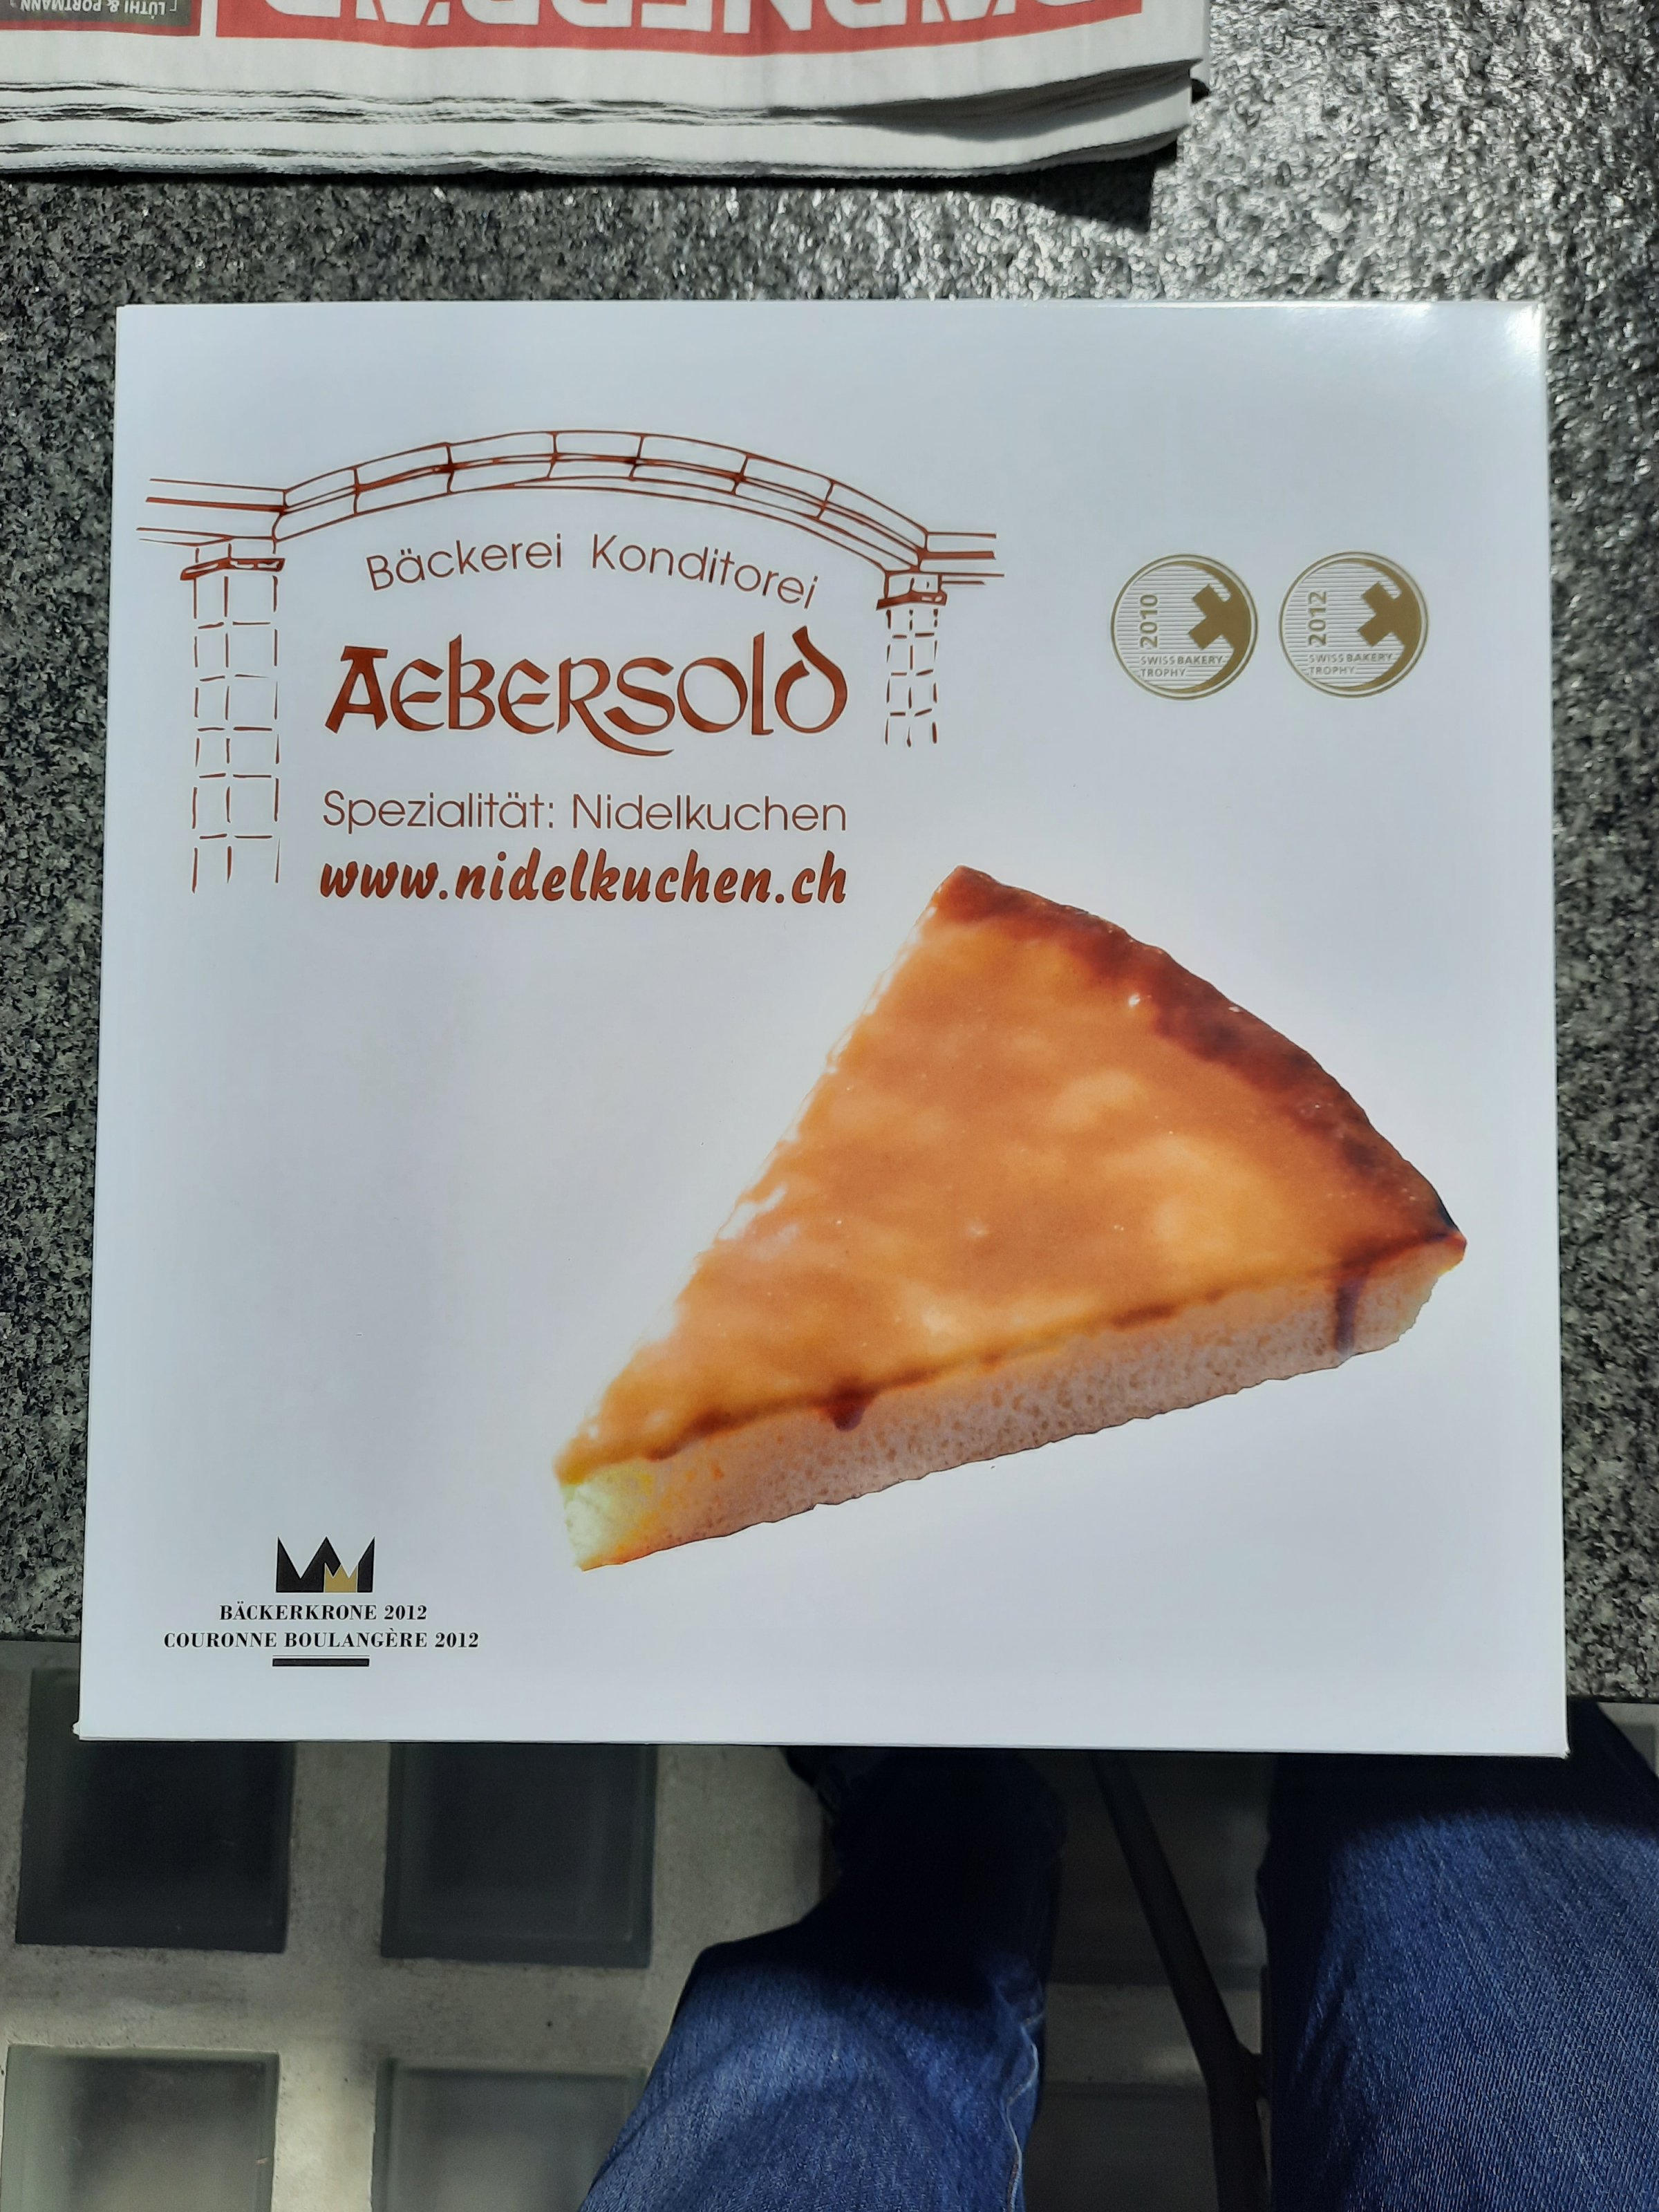 LÜTHI & PORTMANN
Bäckerei Konditorei
AEBERSOLD
Spezialität: Nidelkuchen
www.nidelkuchen.ch
2010
SWISS BAKERY
TROPHY
2012
SWISS BAKERY
TROPHY
BÄCKERKRONE 2012
COURONNE BOULANGÈRE 2012